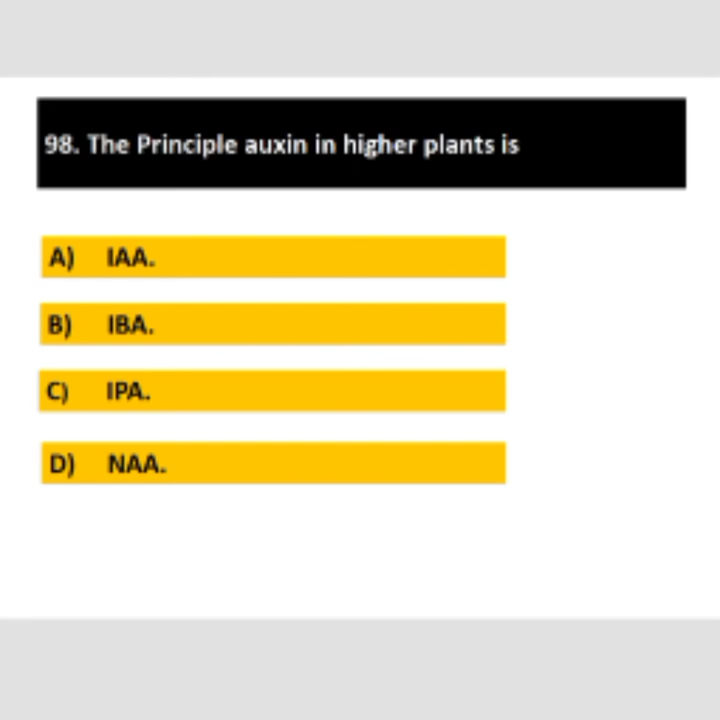 98. The Principle auxin in higher plants is
A) IAA.
B) IBA.
C) IPA.
D) NAA.